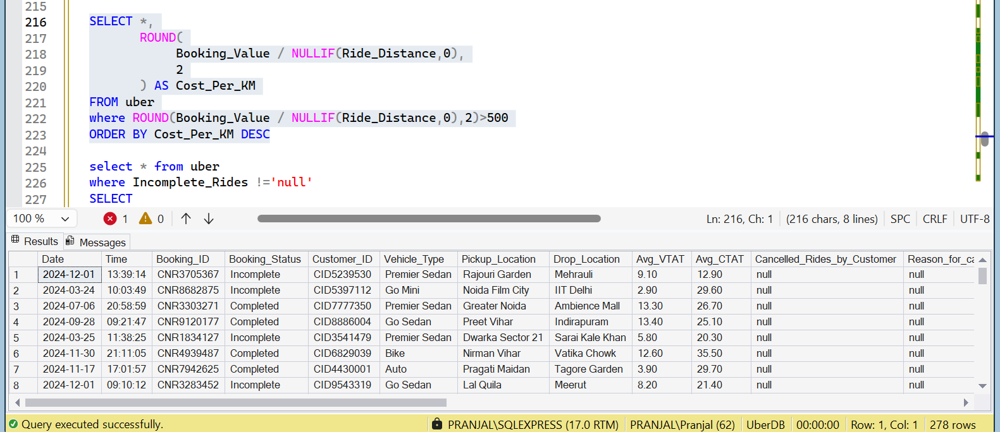 215
216 SELECT *,
217 ROUND(
218 Booking_Value / NULLIF(Ride_Distance,0),
219 2
220 ) AS Cost_Per_KM
221 FROM uber
222 where ROUND(Booking_Value / NULLIF(Ride_Distance,0),2)>500
223 ORDER BY Cost_Per_KM DESC
224
225 select * from uber
226 where Incomplete_Rides !='null'
227 SELECT
100 % 1 0 Ln: 216, Ch: 1 (216 chars, 8 lines) SPC CRLF UTF-8
Results Messages
Date Time Booking_ID Booking_Status Customer_ID Vehicle_Type Pickup_Location Drop_Location Avg_VTAT Avg_CTAT Cancelled_Rides_by_Customer Reason_for_ca
1 2024-12-01 13:39:14 CNR3705367 Incomplete CID5239530 Premier Sedan Rajouri Garden Mehrauli 9.10 12.90 null null
2 2024-03-24 10:03:49 CNR8682875 Incomplete CID5397112 Go Mini Noida Film City IIT Delhi 2.90 29.60 null null
3 2024-07-06 20:58:59 CNR3303271 Completed CID7777350 Premier Sedan Greater Noida Ambience Mall 13.30 26.70 null null
4 2024-09-28 09:21:47 CNR9120177 Completed CID8886004 Go Sedan Preet Vihar Indirapuram 13.40 25.10 null null
5 2024-03-25 11:38:25 CNR1834127 Incomplete CID3541479 Premier Sedan Dwarka Sector 21 Sarai Kale Khan 5.80 20.30 null null
6 2024-11-30 21:11:05 CNR4939487 Completed CID6829039 Bike Nirman Vihar Vatika Chowk 12.60 35.50 null null
7 2024-11-17 17:01:57 CNR7942625 Completed CID4430001 Auto Pragati Maidan Tagore Garden 3.90 29.70 null null
8 2024-12-01 09:10:12 CNR3283452 Incomplete CID9543319 Go Sedan Lal Quila Meerut 8.20 21.40 null null
Query executed successfully. PRANJAL\SQLEXPRESS (17.0 RTM) PRANJAL\Pranjal (62) UberDB 00:00:00 Row: 1, Col: 1 278 rows